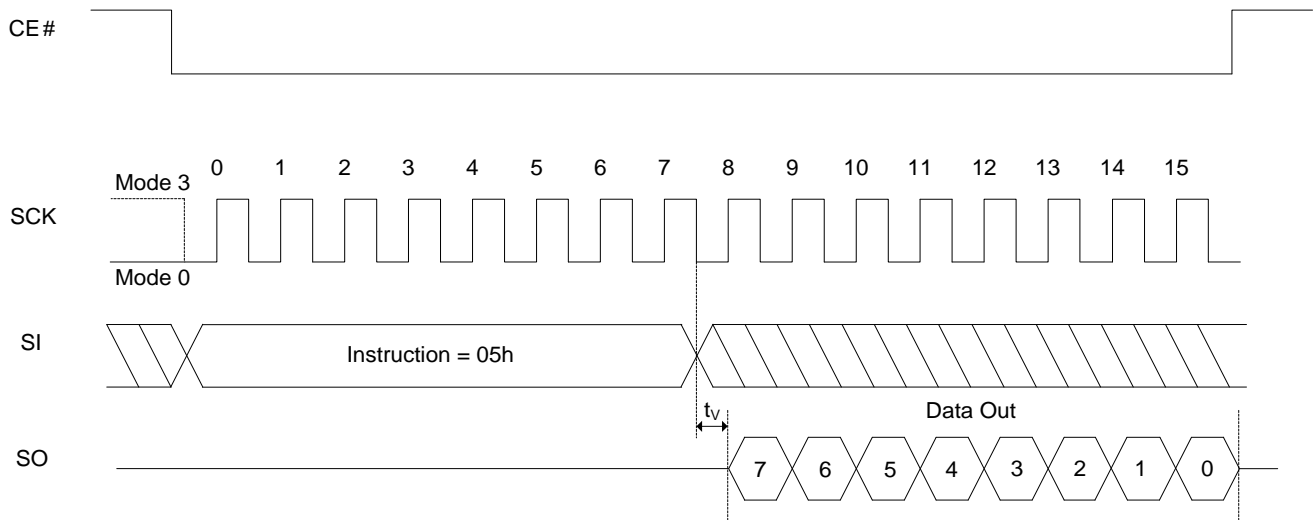 CE#
0 1 2 3 4 5 6 7 8 9 10 11 12 13 14 15
Mode 3
SCK
Mode 0
SI
Instruction = 05h
tV
Data Out
SO
7 6 5 4 3 2 1 0